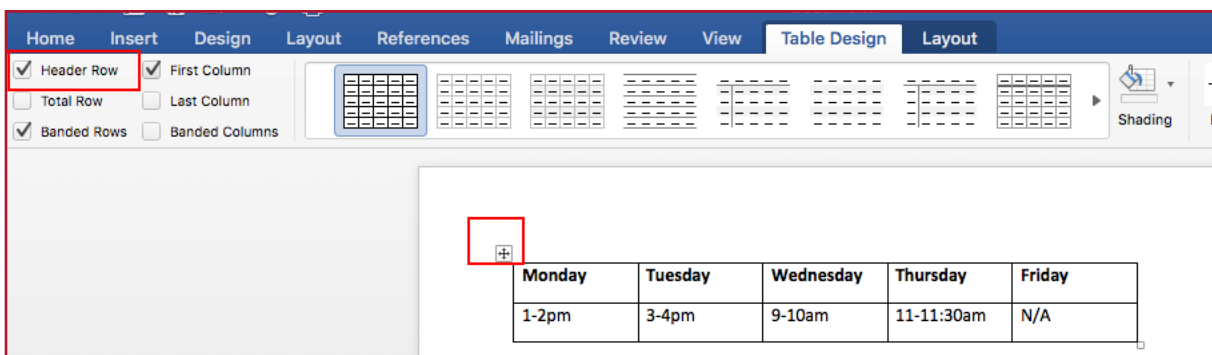 Home Insert Design Layout References Mailings Review View Table Design Layout
Header Row First Column
Total Row Last Column
Banded Rows Banded Columns
Shading
Monday Tuesday Wednesday Thursday Friday
1-2pm 3-4pm 9-10am 11-11:30am N/A